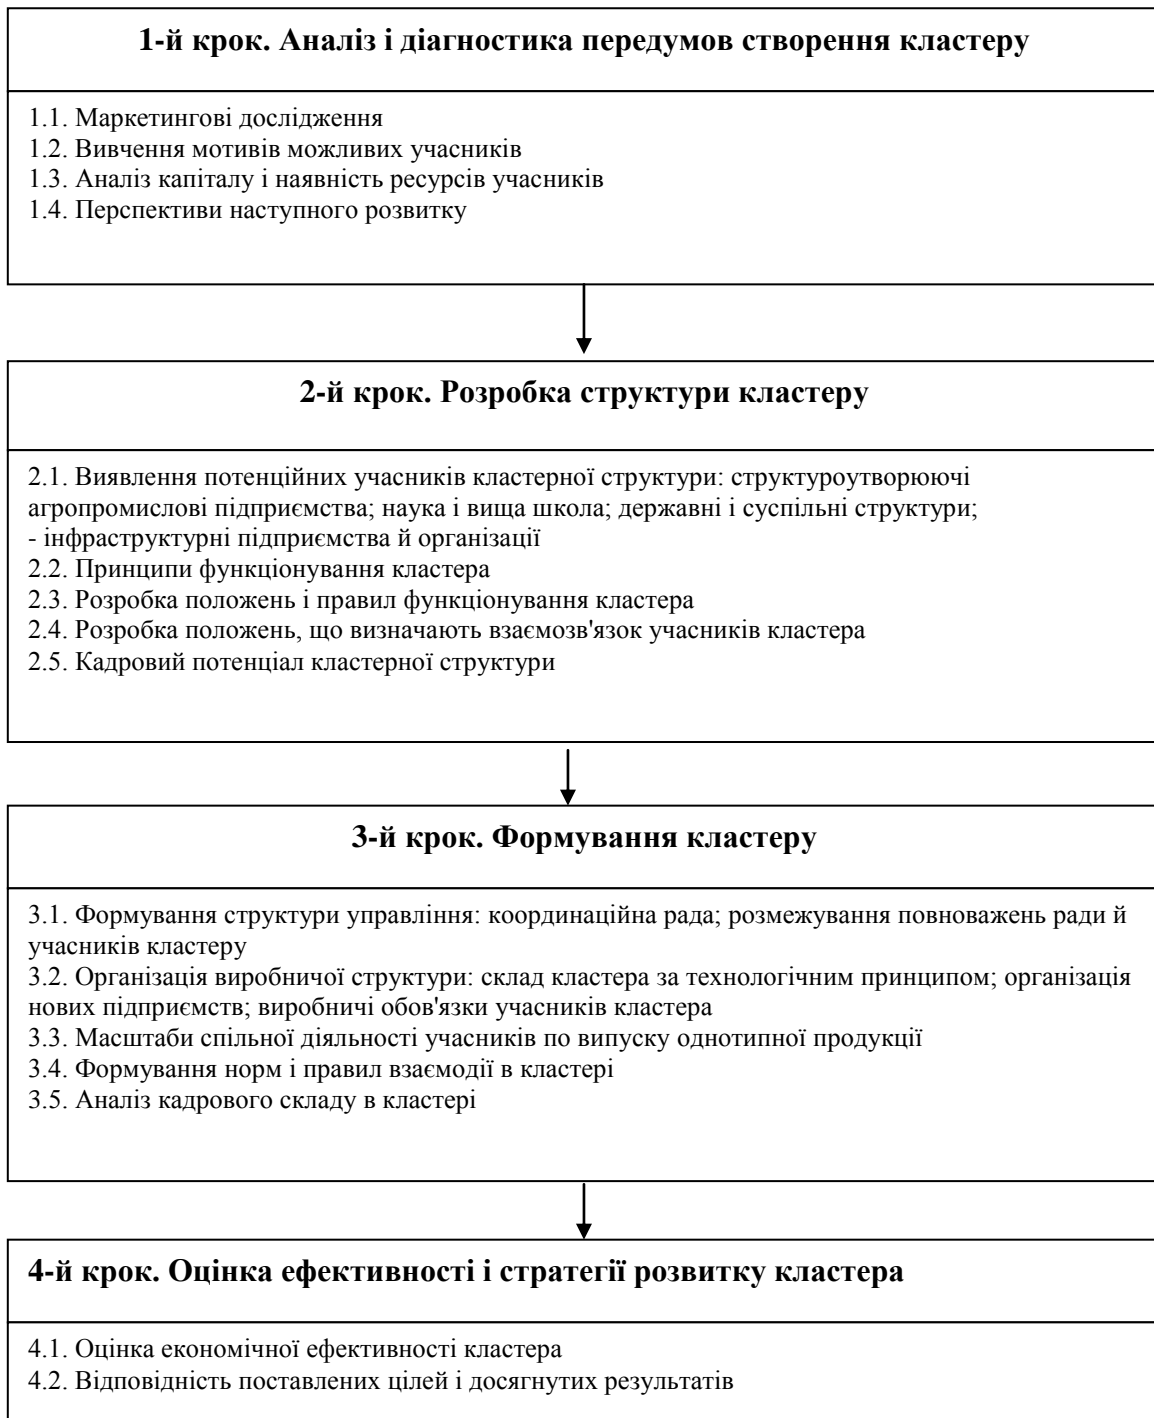 1-й крок. Аналіз і діагностика передумов створення кластеру
1.1. Маркетингові дослідження
1.2. Вивчення мотивів можливих учасників
1.3. Аналіз капіталу і наявність ресурсів учасників
1.4. Перспективи наступного розвитку
2-й крок. Розробка структури кластеру
2.1. Виявлення потенційних учасників кластерної структури: структуроутворюючі
агропромислові підприємства; наука і вища школа; державні і суспільні структури;
- інфраструктурні підприємства й організації
2.2. Принципи функціонування кластера
2.3. Розробка положень і правил функціонування кластера
2.4. Розробка положень, що визначають взаємозв'язок учасників кластера
2.5. Кадровий потенціал кластерної структури
3-й крок. Формування кластеру
3.1. Формування структури управління: координаційна рада; розмежування повноважень ради й
учасників кластеру
3.2. Організація виробничої структури: склад кластера за технологічним принципом; організація
нових підприємств; виробничі обов'язки учасників кластера
3.3. Масштаби спільної діяльності учасників по випуску однотипної продукції
3.4. Формування норм і правил взаємодії в кластері
3.5. Аналіз кадрового складу в кластері
4-й крок. Оцінка ефективності і стратегії розвитку кластера
4.1. Оцінка економічної ефективності кластера
4.2. Відповідність поставлених цілей і досягнутих результатів